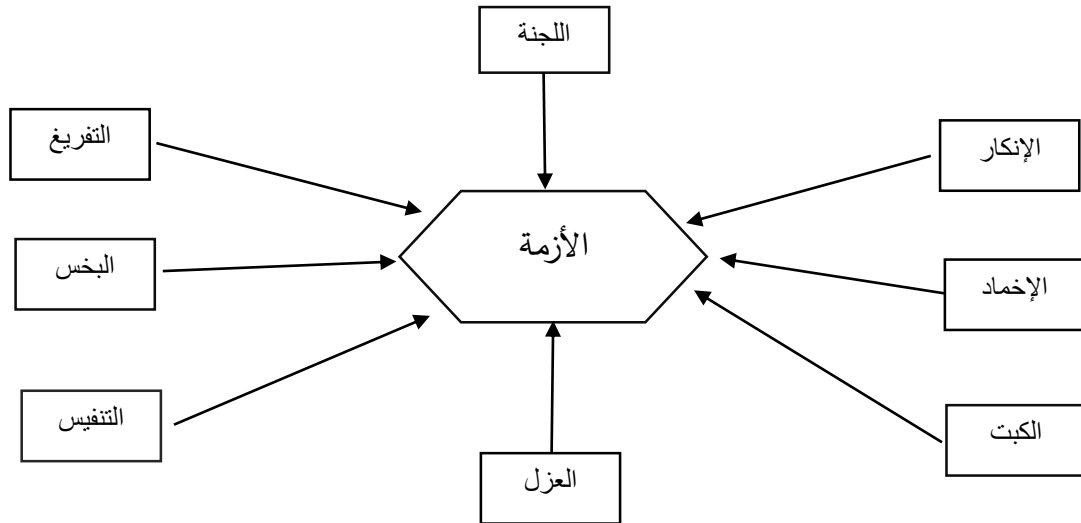 اللجنة
الإنكار
التفريغ
الأزمة
الإخماد
البخس
الكبت
التنفيس
العزل